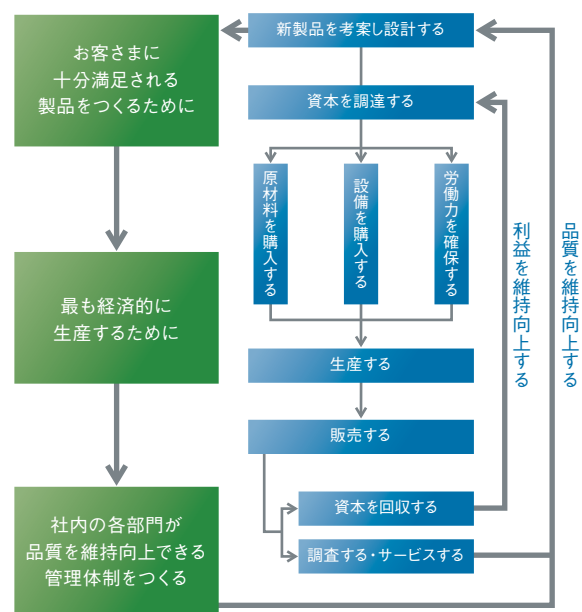 お客さまに
十分満足される
製品をつくるために
最も経済的に
生産するために
社内の各部門が
品質を維持向上できる
管理体制をつくる
新製品を考案し設計する
資本を調達する
原材料を購入する
設備を購入する
労働力を確保する
生産する
販売する
資本を回収する
調査する・サービスする
利益を維持向上する
品質を維持向上する